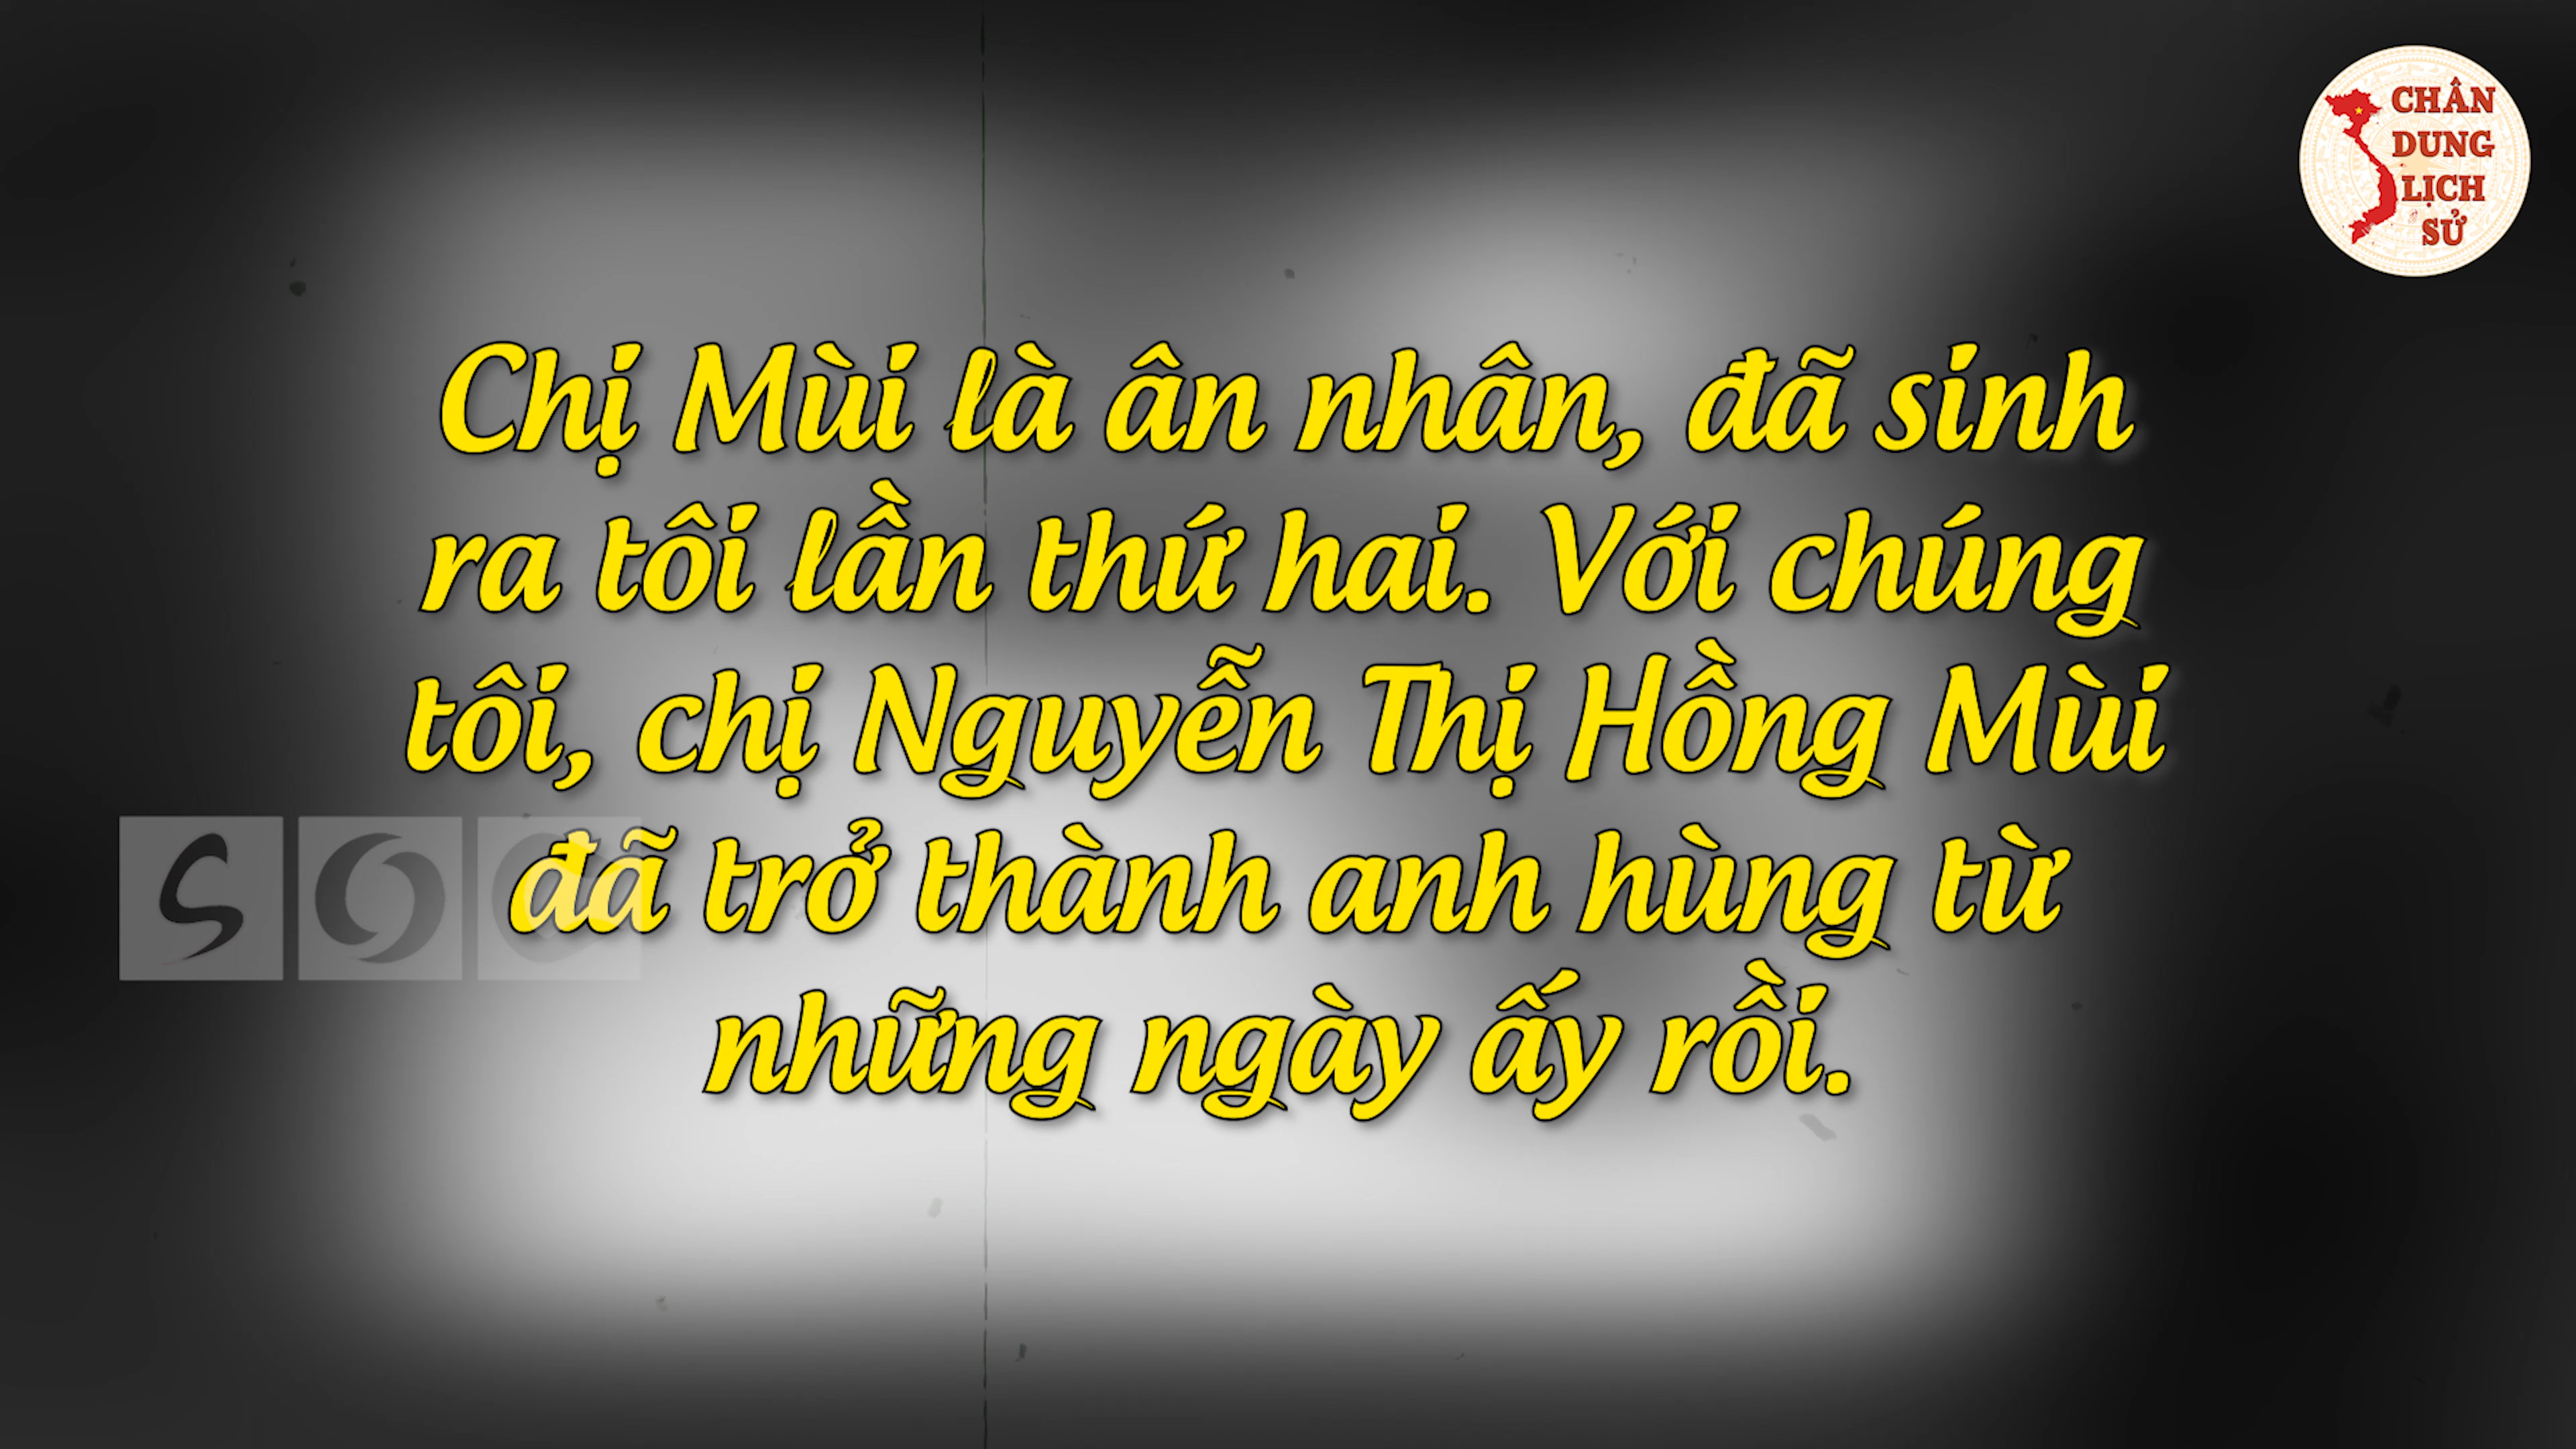 CHÂN
DUNG
LỊCH
SỬ
Chị Mùi là ân nhân, đã sinh
ra tôi lần thứ hai. Với chúng
tôi, chị Nguyễn Thị Hồng Mùi
đã trở thành anh hùng từ
những ngày ấy rồi.